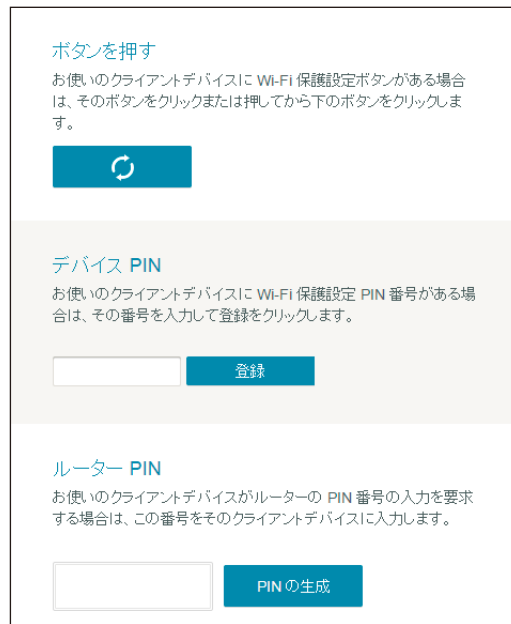 ボタンを押す
お使いのクライアントデバイスに Wi-Fi 保護設定ボタンがある場合
は、そのボタンをクリックまたは押してから下のボタンをクリックしま
す。
デバイス PIN
お使いのクライアントデバイスに Wi-Fi 保護設定 PIN 番号がある場
合は、その番号を入力して登録をクリックします。
登録
ルーター PIN
お使いのクライアントデバイスがルーターの PIN 番号の入力を要求
する場合は、この番号をそのクライアントデバイスに入力します。
PIN の生成